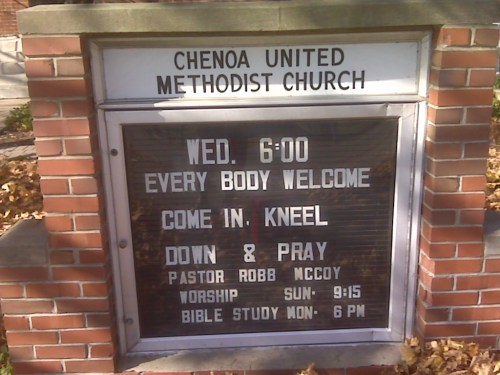 CHENOA UNITED
METHODIST CHURCH
WED. 6:00
EVERY BODY WELCOME
COME IN. KNEEL
DOWN & PRAY
PASTOR ROBB MCCOY
WORSHIP SUN. 9:15
BIBLE STUDY MON. 6 PM